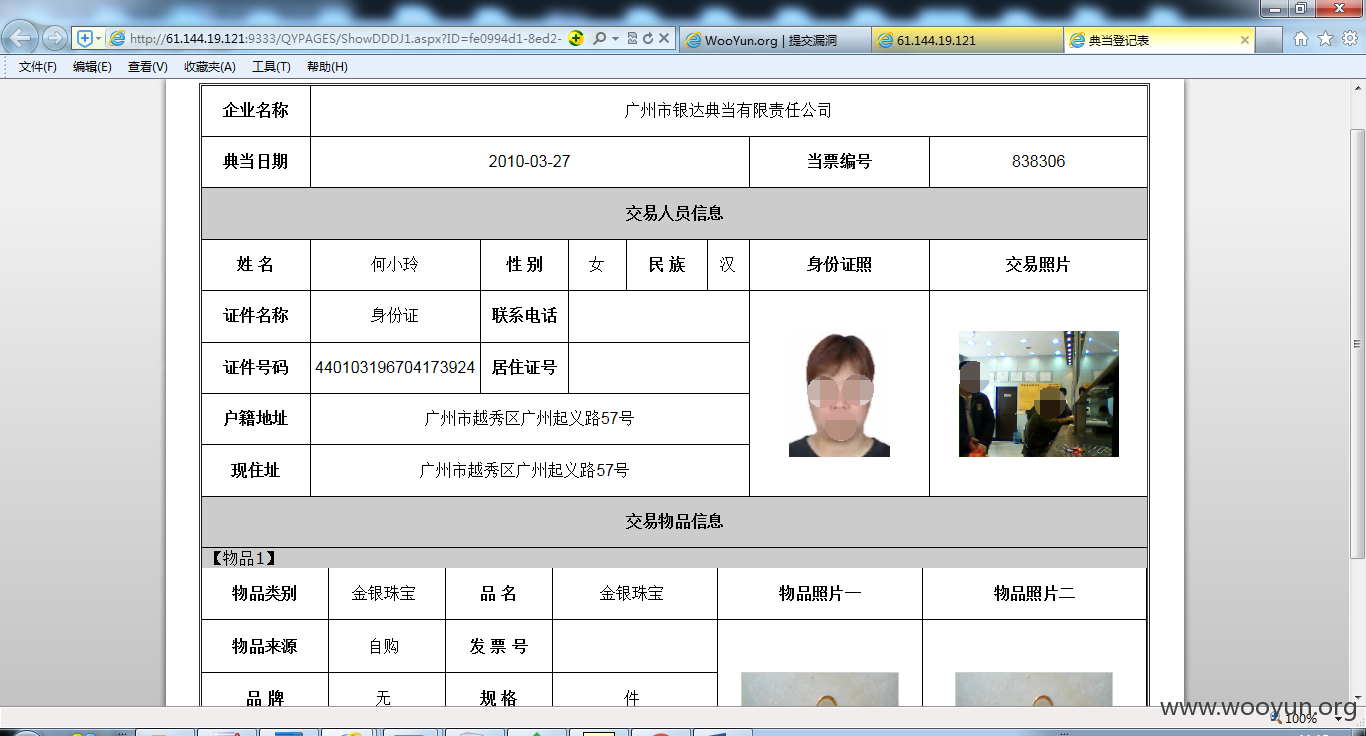 http://61.144.19.121:9333/QYPAGES/ShowDDDJ1.aspx?ID=fe0994d1-8ed2-
WooYun.org | 提交漏洞
61.144.19.121
典当登记表
文件(F) 编辑(E) 查看(V) 收藏夹(A) 工具(T) 帮助(H)
企业名称 广州市银达典当有限责任公司
典当日期 2010-03-27 当票编号 838306
交易人员信息
姓 名 何小玲 性 别 女 民 族 汉 身份证照 交易照片
证件名称 身份证 联系电话
证件号码 440103196704173924 居住证号
户籍地址 广州市越秀区广州起义路57号
现住址 广州市越秀区广州起义路57号
交易物品信息
【物品1】
物品类别 金银珠宝 品 名 金银珠宝 物品照片一 物品照片二
物品来源 自购 发 票 号
品 牌 无 规 格 件
www.wooyun.org
100%